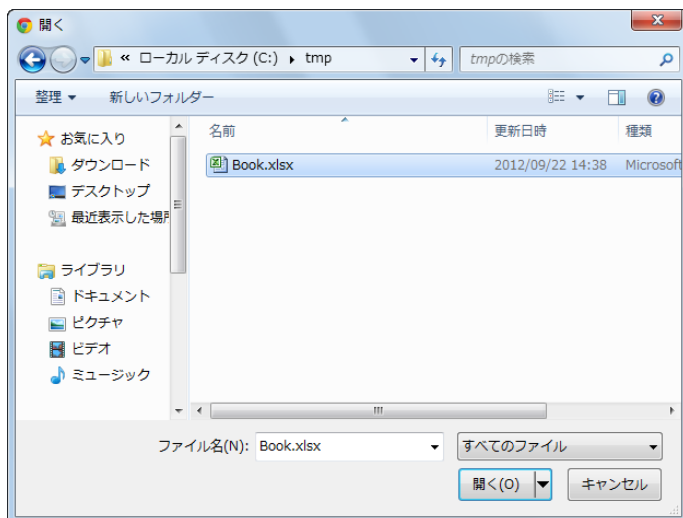 開く
« ローカル ディスク (C:) ▸ tmp
tmpの検索
整理 ▼ 新しいフォルダー
お気に入り
ダウンロード
デスクトップ
最近表示した場所
ライブラリ
ドキュメント
ピクチャ
ビデオ
ミュージック
名前 更新日時 種類
Book.xlsx 2012/09/22 14:38 Microsoft
ファイル名(N): Book.xlsx
すべてのファイル
開く(O) キャンセル